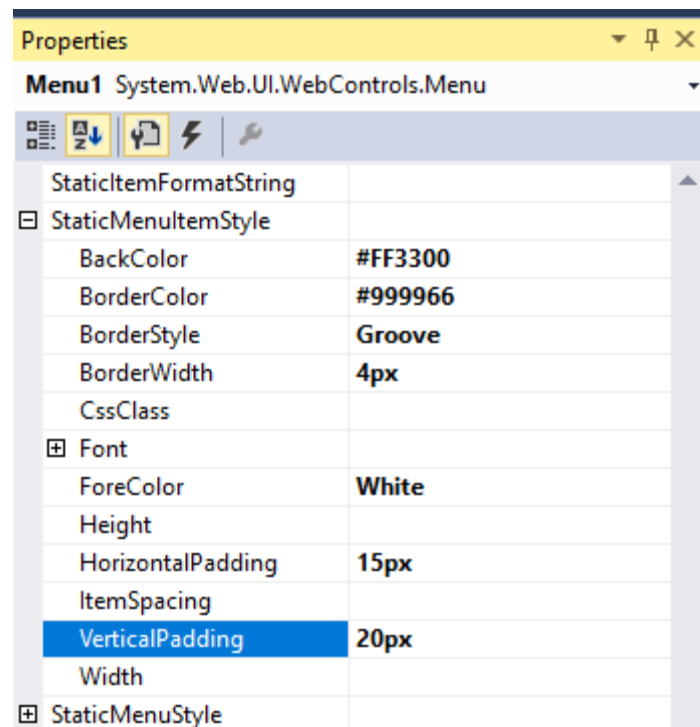 Properties
Menu1 System.Web.UI.WebControls.Menu
StaticItemFormatString
StaticMenuItemStyle
BackColor #FF3300
BorderColor #999966
BorderStyle Groove
BorderWidth 4px
CssClass
Font
ForeColor White
Height
HorizontalPadding 15px
ItemSpacing
VerticalPadding 20px
Width
StaticMenuStyle